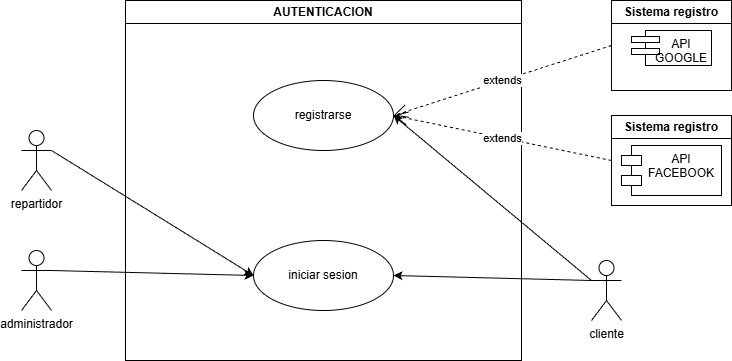 AUTENTICACION
Sistema registro
API
GOOGLE
extends
registrarse
extends
Sistema registro
API
FACEBOOK
repartidor
iniciar sesion
administrador
cliente